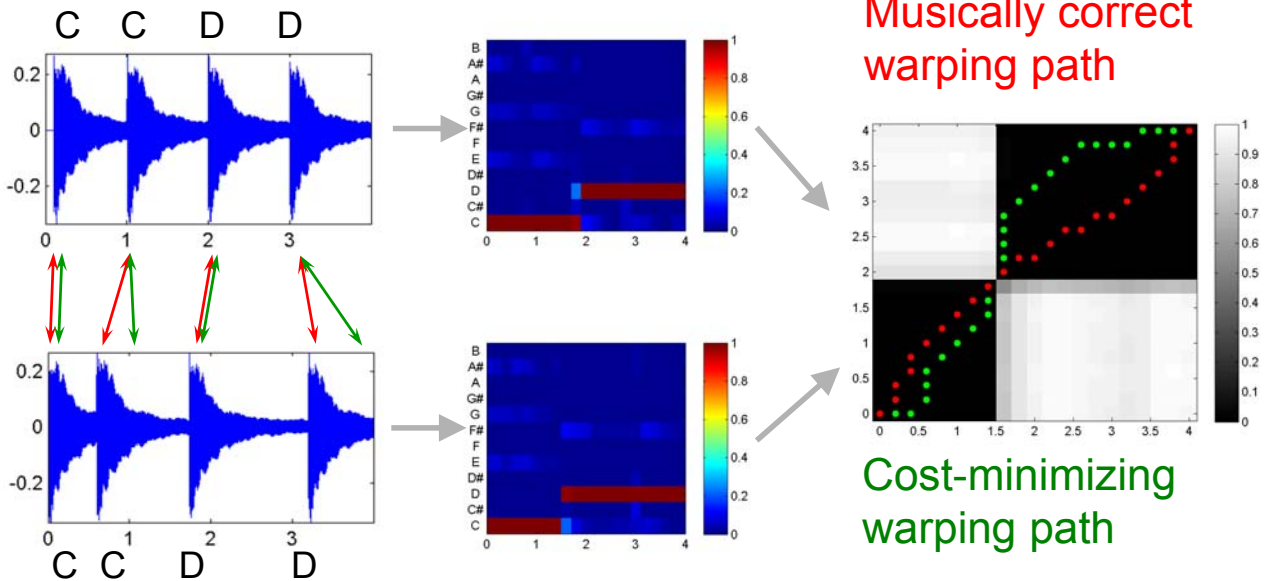 C C D D
Musically correct
warping path
0.2
0
-0.2
0 1 2 3
B
A#
A
G#
G
F#
F
E
D#
D
C#
C
0 1 2 3 4
1
0.8
0.6
0.4
0.2
0
4
3.5
3
2.5
2
1.5
1
0.5
0
0 0.5 1 1.5 2 2.5 3 3.5 4
1
0.9
0.8
0.7
0.6
0.5
0.4
0.3
0.2
0.1
0
0.2
0
-0.2
0 1 2 3
C C D D
B
A#
A
G#
G
F#
F
E
D#
D
C#
C
0 1 2 3 4
1
0.8
0.6
0.4
0.2
0
Cost-minimizing
warping path